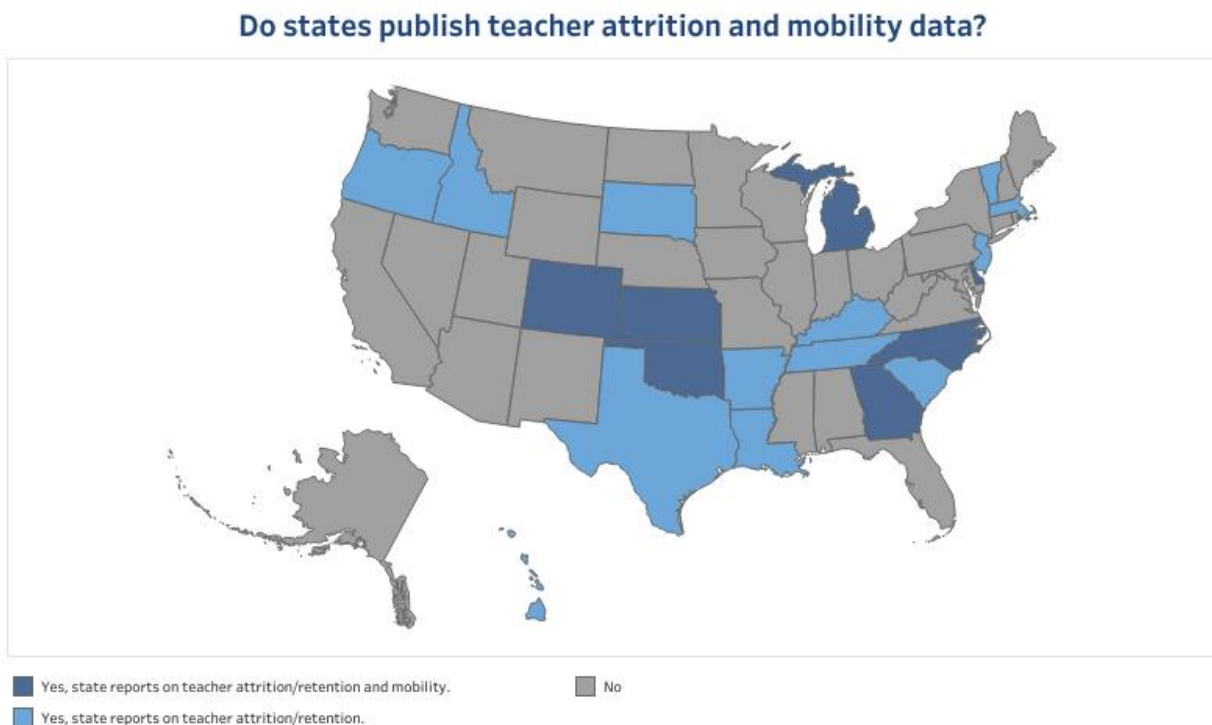 Do states publish teacher attrition and mobility data?
Yes, state reports on teacher attrition/retention and mobility.
No
Yes, state reports on teacher attrition/retention.